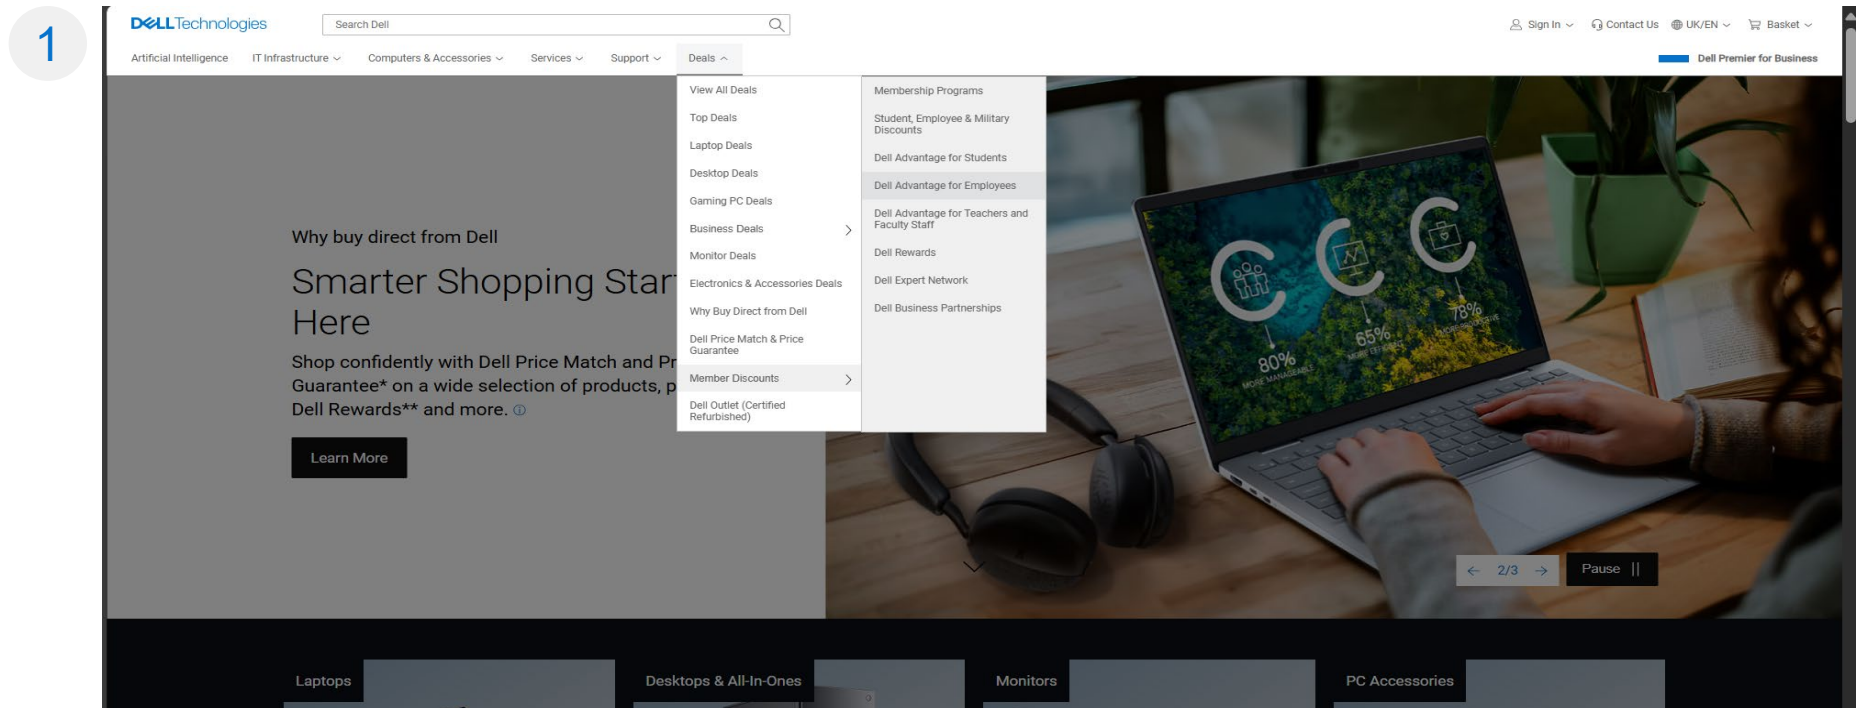 1
DELLTechnologies
Search Dell
Sign In
Contact Us
UK/EN
Basket
Artificial Intelligence
IT Infrastructure
Computers & Accessories
Services
Support
Deals
Dell Premier for Business
View All Deals
Top Deals
Laptop Deals
Desktop Deals
Gaming PC Deals
Business Deals
Monitor Deals
Electronics & Accessories Deals
Why Buy Direct from Dell
Dell Price Match & Price
Guarantee
Member Discounts
Dell Outlet (Certified
Refurbished)
Membership Programs
Student, Employee & Military
Discounts
Dell Advantage for Students
Dell Advantage for Employees
Dell Advantage for Teachers and
Faculty Staff
Dell Rewards
Dell Expert Network
Dell Business Partnerships
Why buy direct from Dell
Smarter Shopping Star
Here
Shop confidently with Dell Price Match and Pr
Guarantee* on a wide selection of products, p
Dell Rewards** and more.
Learn More
80%
MORE MANAGEABLE
65%
MORE EFFICIENT
78%
MORE PRODUCTIVE
2/3
Pause
Laptops
Desktops & All-In-Ones
Monitors
PC Accessories